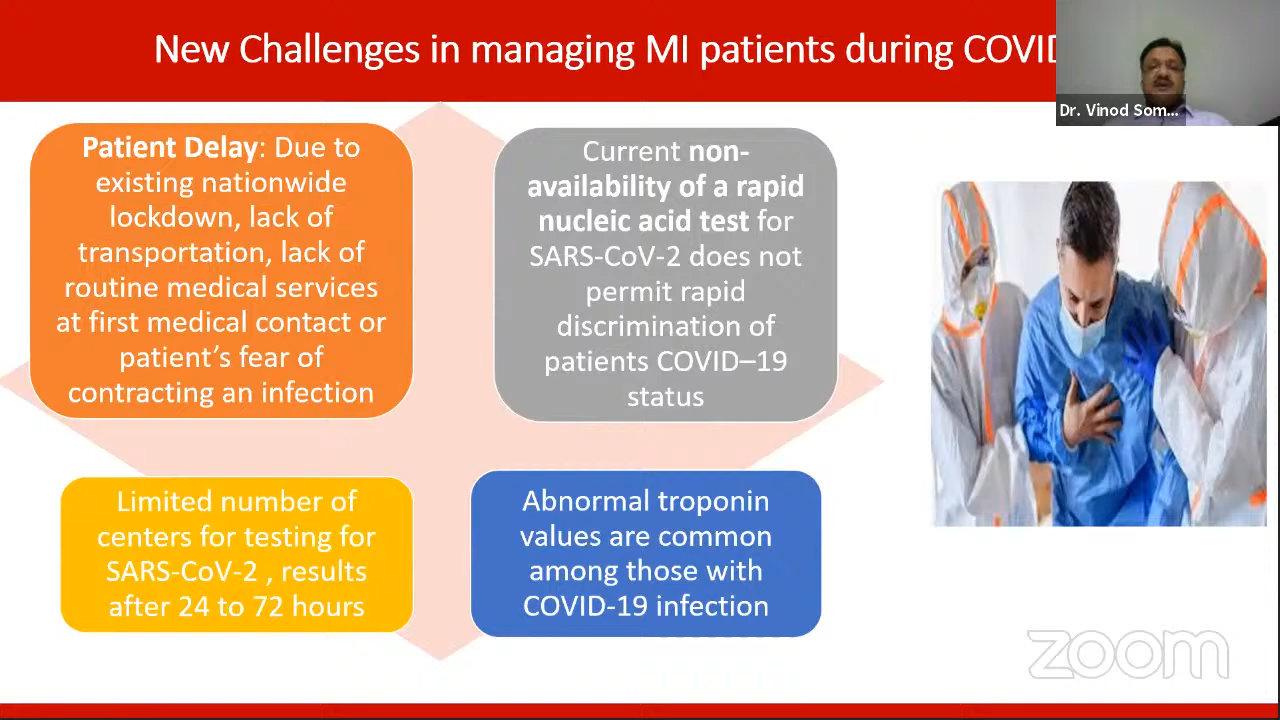 New Challenges in managing MI patients during COVID
Dr. Vinod Som...
Patient Delay: Due to
existing nationwide
lockdown, lack of
transportation, lack of
routine medical services
at first medical contact or
patient's fear of
contracting an infection
Current non-
availability of a rapid
nucleic acid test for
SARS-CoV-2 does not
permit rapid
discrimination of
patients COVID–19
status
Limited number of
centers for testing for
SARS-CoV-2 , results
after 24 to 72 hours
Abnormal troponin
values are common
among those with
COVID-19 infection
zoom